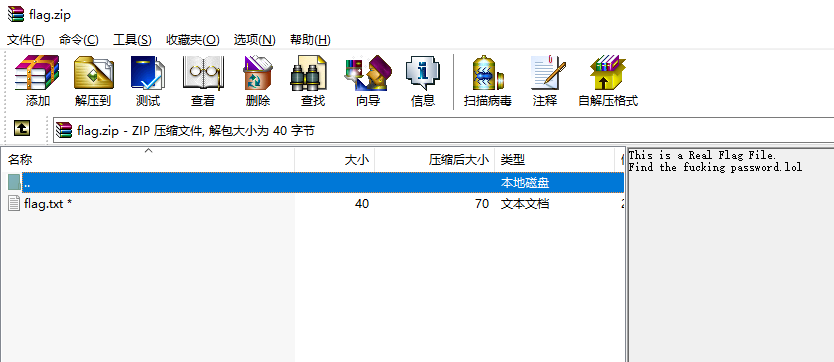 flag.zip
文件(F) 命令(C) 工具(S) 收藏夹(O) 选项(N) 帮助(H)
添加 解压到 测试 查看 删除 查找 向导 信息 扫描病毒 注释 自解压格式
flag.zip - ZIP 压缩文件, 解包大小为 40 字节
名称 大小 压缩后大小 类型
.. 本地磁盘
flag.txt * 40 70 文本文档 2
This is a Real Flag File.
Find the fucking password.lol